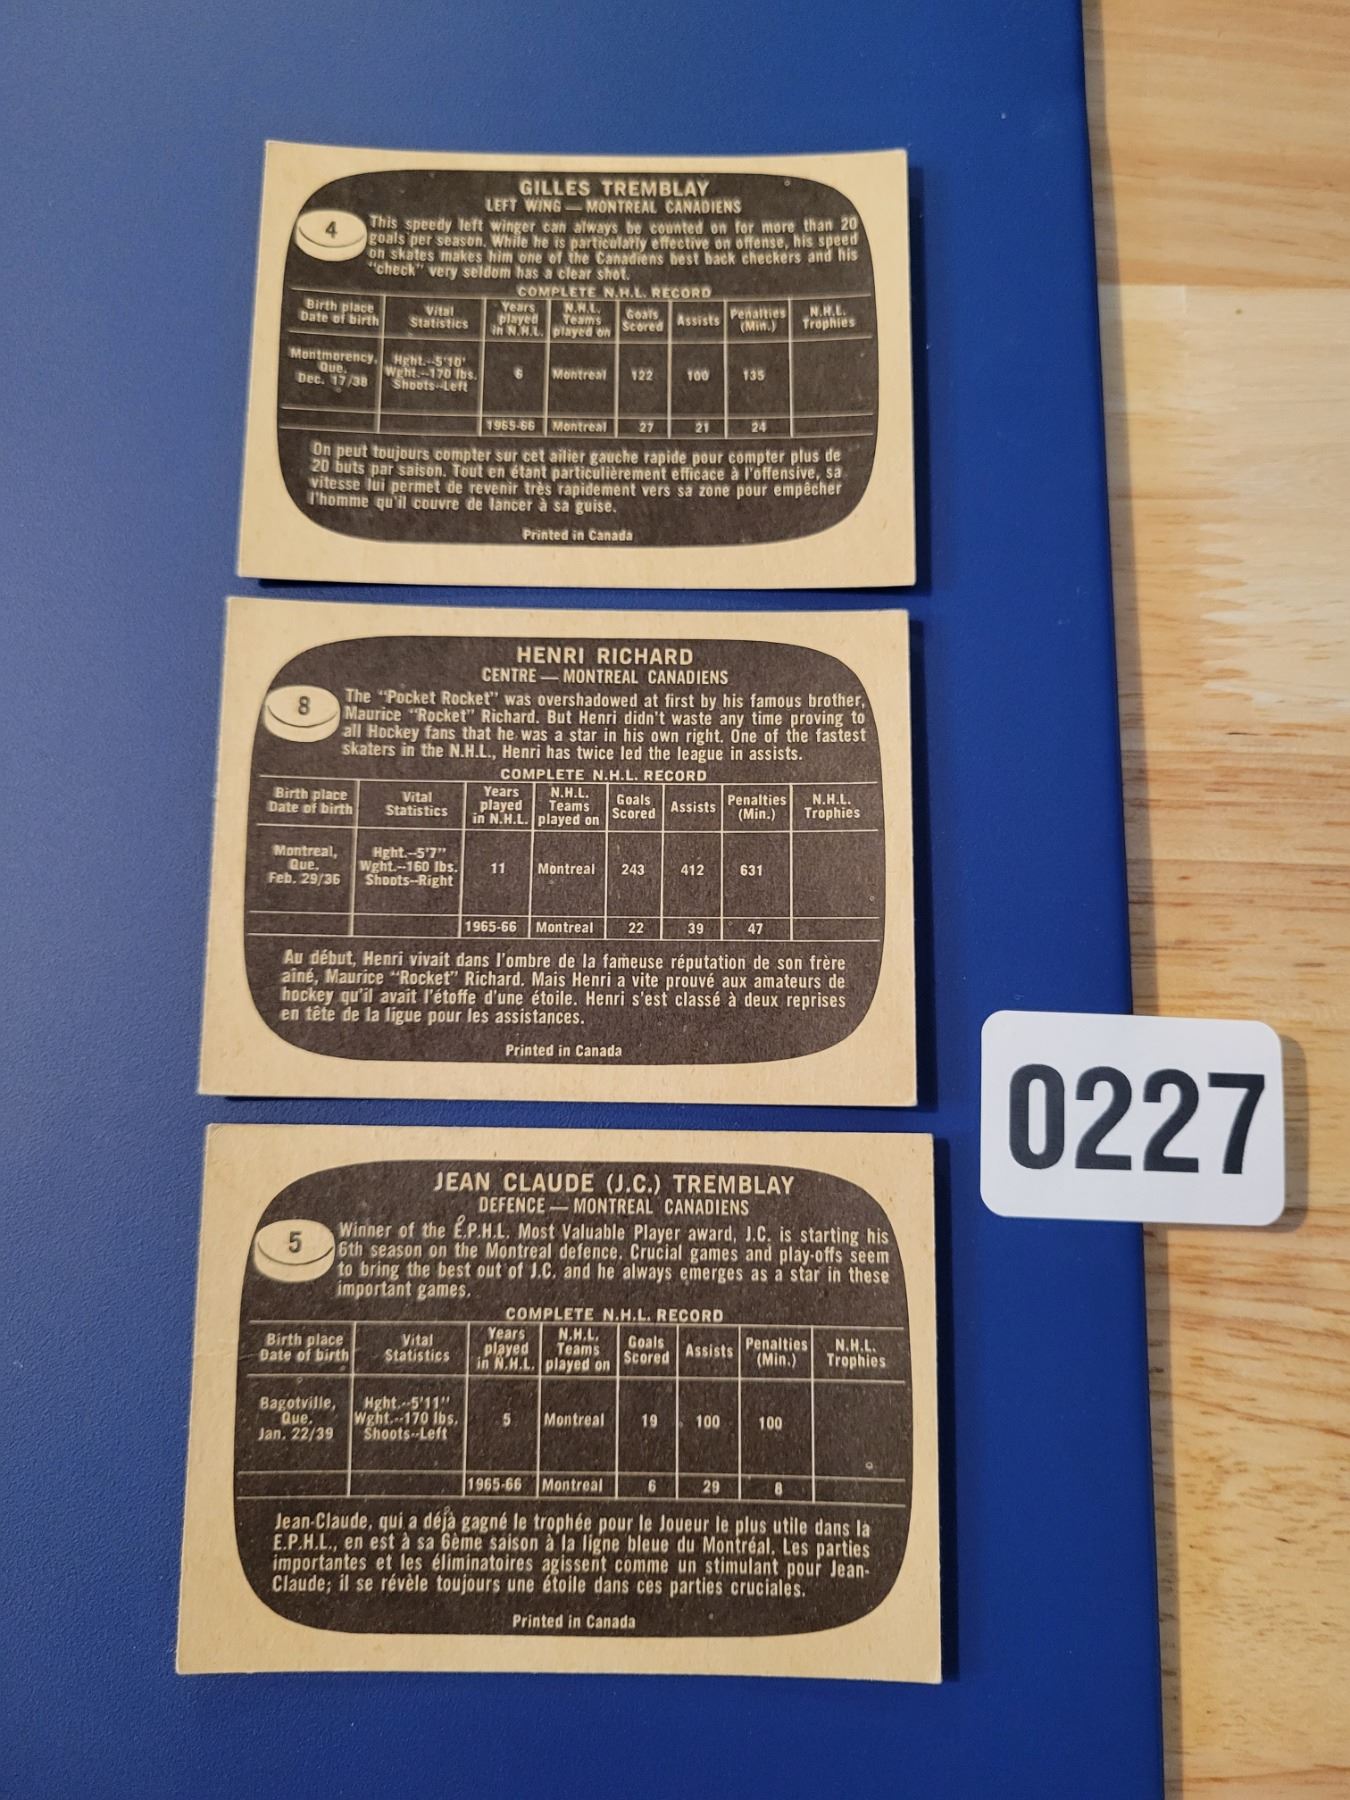 GILLES TREMBLAY
LEFT WING — MONTREAL CANADIENS
4
This speedy left winger can always be counted on for more than 20
goals per season. While he is particularly effective on offense, his speed
on skates makes him one of the Canadiens best back checkers and his
"check" very seldom has a clear shot.
COMPLETE N.H.L. RECORD
Birth place Date of birth Vital Statistics Years played in N.H.L. N.H.L. Teams played on Goals Scored Assists Penalties (Min.) N.H.L. Trophies
Montmorency, Que. Dec. 17/38 Hght.--5'10' Wght.--170 lbs. Shoots--Left 6 Montreal 122 100 135
1965-66 Montreal 27 21 24
On peut toujours compter sur cet ailier gauche rapide pour compter plus de
20 buts par saison. Tout en étant particulièrement efficace à l'offensive, sa
vitesse lui permet de revenir très rapidement vers sa zone pour empêcher
l'homme qu'il couvre de lancer à sa guise.
Printed in Canada
HENRI RICHARD
CENTRE — MONTREAL CANADIENS
8
The "Pocket Rocket" was overshadowed at first by his famous brother,
Maurice "Rocket" Richard. But Henri didn't waste any time proving to
all Hockey fans that he was a star in his own right. One of the fastest
skaters in the N.H.L., Henri has twice led the league in assists.
COMPLETE N.H.L. RECORD
Birth place Date of birth Vital Statistics Years played in N.H.L. N.H.L. Teams played on Goals Scored Assists Penalties (Min.) N.H.L. Trophies
Montreal, Que. Feb. 29/36 Hght.--5'7" Wght.--160 lbs. Shoots--Right 11 Montreal 243 412 631
1965-66 Montreal 22 39 47
Au début, Henri vivait dans l'ombre de la fameuse réputation de son frère
aîné, Maurice "Rocket" Richard. Mais Henri a vite prouvé aux amateurs de
hockey qu'il avait l'étoffe d'une étoile. Henri s'est classé à deux reprises
en tête de la ligue pour les assistances.
Printed in Canada
0227
JEAN CLAUDE (J.C.) TREMBLAY
DEFENCE — MONTREAL CANADIENS
5
Winner of the E.P.H.L. Most Valuable Player award, J.C. is starting his
6th season on the Montreal defence. Crucial games and play-offs seem
to bring the best out of J.C. and he always emerges as a star in these
important games.
COMPLETE N.H.L. RECORD
Birth place Date of birth Vital Statistics Years played in N.H.L. N.H.L. Teams played on Goals Scored Assists Penalties (Min.) N.H.L. Trophies
Bagotville, Que. Jan. 22/39 Hght.--5'11" Wght.--170 lbs. Shoots--Left 5 Montreal 19 100 100
1965-66 Montreal 6 29 8
Jean-Claude, qui a déjà gagné le trophée pour le Joueur le plus utile dans la
E.P.H.L., en est à sa 6ème saison à la ligne bleue du Montréal. Les parties
importantes et les éliminatoires agissent comme un stimulant pour Jean-
Claude; il se révèle toujours une étoile dans ces parties cruciales.
Printed in Canada